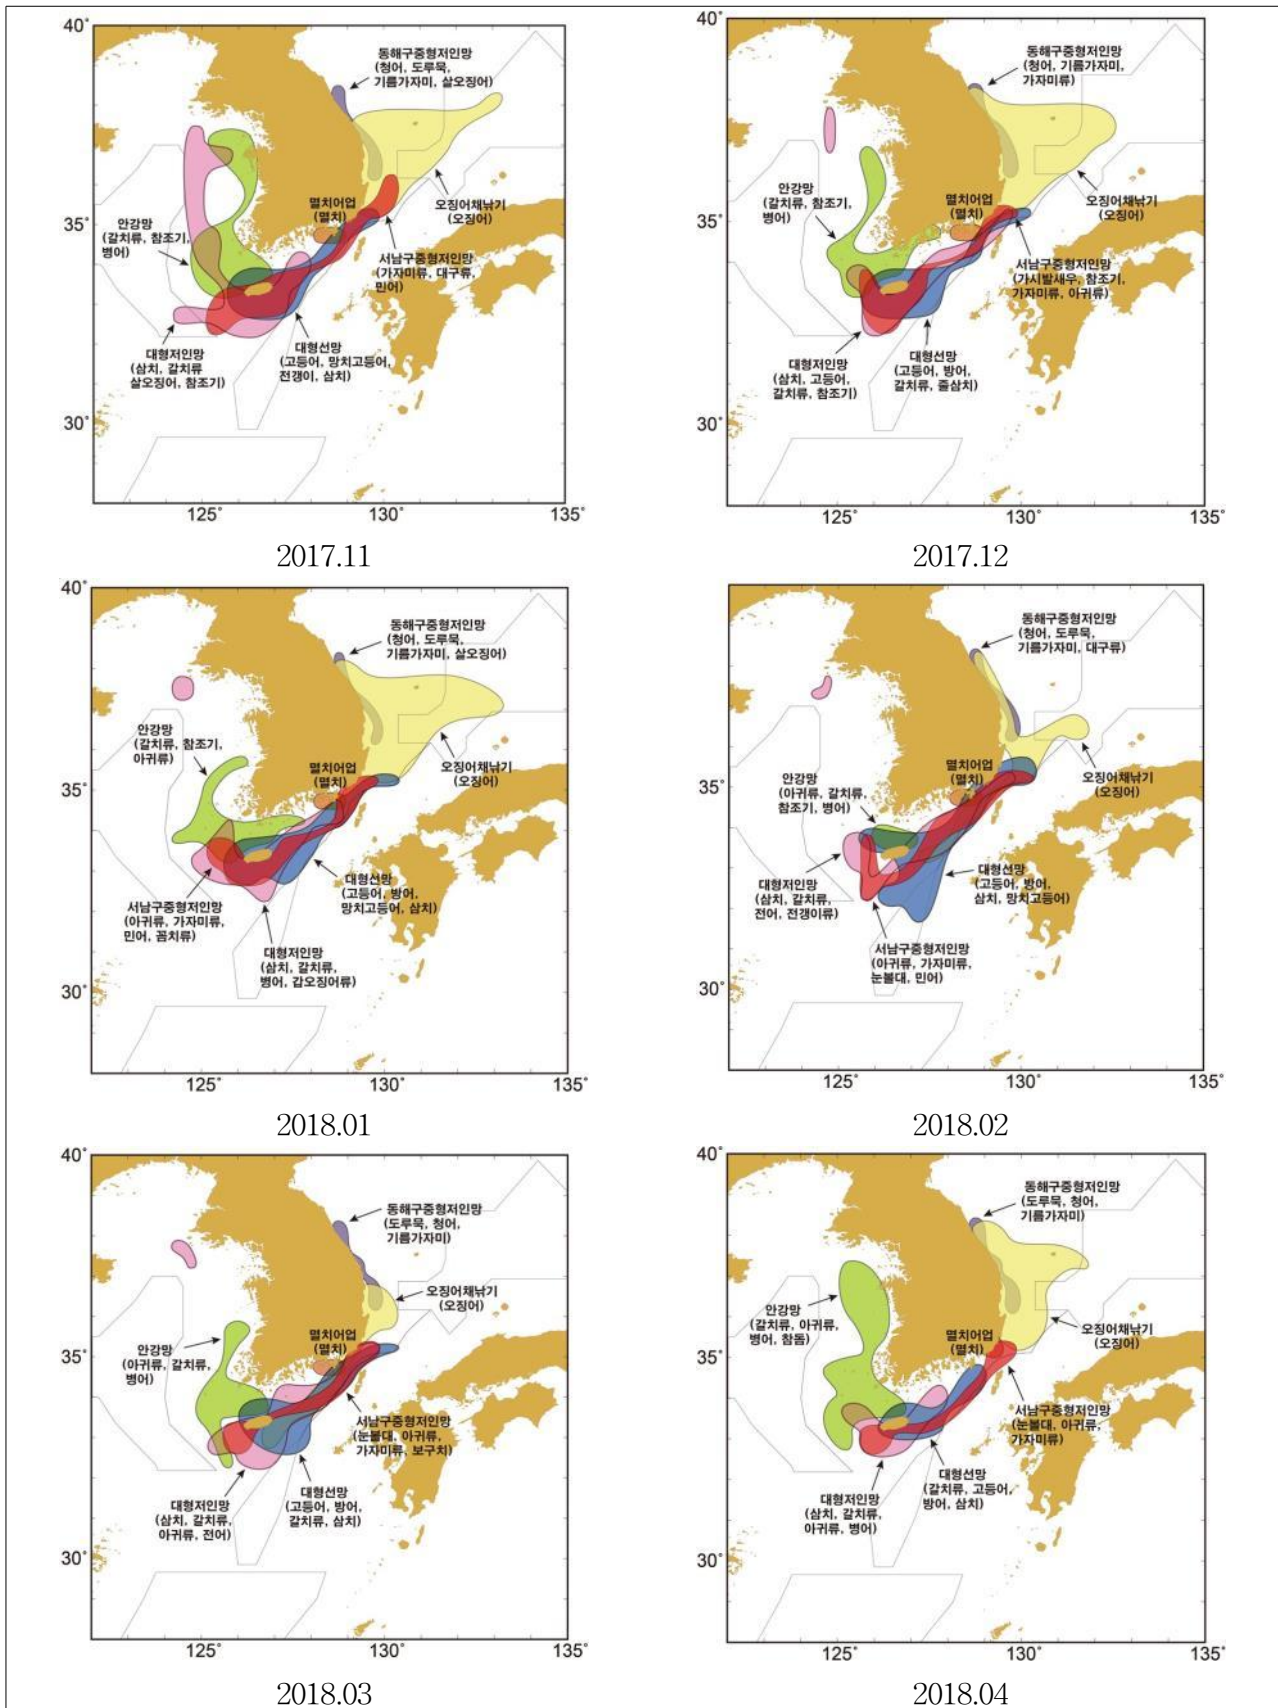 40°
동해구중형저인망
(청어, 도루묵,
기름가자미, 살오징어)
35°
멸치어업
(멸치)
오징어채낚기
(오징어)
안강망
(갈치류, 참조기,
병어)
서남구중형저인망
(가자미류, 대구류,
민어)
대형저인망
(삼치, 갈치류
살오징어, 참조기)
대형선망
(고등어, 망치고등어,
전갱이, 삼치)
30°
125°
130°
135°
2017.11
40°
동해구중형저인망
(청어, 기름가자미,
가자미류)
35°
안강망
(갈치류, 참조기,
병어)
멸치어업
(멸치)
오징어채낚기
(오징어)
서남구중형저인망
(가시발새우, 참조기,
가자미류, 아귀류)
대형저인망
(삼치, 고등어,
갈치류, 참조기)
대형선망
(고등어, 방어,
갈치류, 줄삼치)
30°
125°
130°
135°
2017.12
40°
동해구중형저인망
(청어, 도루묵,
기름가자미, 살오징어)
안강망
(갈치류, 참조기,
아귀류)
35°
멸치어업
(멸치)
오징어채낚기
(오징어)
서남구중형저인망
(아귀류, 가자미류,
민어, 꼼치류)
대형선망
(고등어, 방어,
망치고등어, 삼치)
대형저인망
(삼치, 갈치류,
병어, 갑오징어류)
30°
125°
130°
135°
2018.01
동해구중형저인망
(청어, 도루묵,
기름가자미, 대구류)
35°
안강망
(아귀류, 갈치류,
참조기, 병어)
멸치어업
(멸치)
오징어채낚기
(오징어)
대형저인망
(삼치, 갈치류,
전어, 전갱이류)
대형선망
(고등어, 방어,
삼치, 망치고등어)
서남구중형저인망
(아귀류, 가자미류,
눈볼대, 민어)
30°
125°
130°
135°
2018.02
40°
동해구중형저인망
(도루묵, 청어,
기름가자미)
오징어채낚기
(오징어)
35°
안강망
(아귀류, 갈치류,
병어)
멸치어업
(멸치)
서남구중형저인망
(눈볼대, 아귀류,
가자미류, 보구치)
대형저인망
(삼치, 갈치류,
아귀류, 전어)
대형선망
(고등어, 방어,
갈치류, 삼치)
30°
125°
130°
135°
2018.03
40°
동해구중형저인망
(도루묵, 청어,
기름가자미)
안강망
(갈치류, 아귀류,
병어, 참돔)
35°
멸치어업
(멸치)
오징어채낚기
(오징어)
서남구중형저인망
(눈볼대, 아귀류,
가자미류)
대형저인망
(삼치, 갈치류,
아귀류, 병어)
대형선망
(갈치류, 고등어,
방어, 삼치)
30°
125°
130°
135°
2018.04